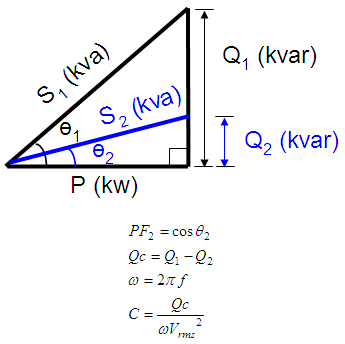 S₁ (kva)
Q₁ (kvar)
S₂ (kva)
θ₁
θ₂
Q₂ (kvar)
P (kw)
PF₂ = cos θ₂
Qc = Q₁ − Q₂
ω = 2π f
C = Qc / ωVrms²